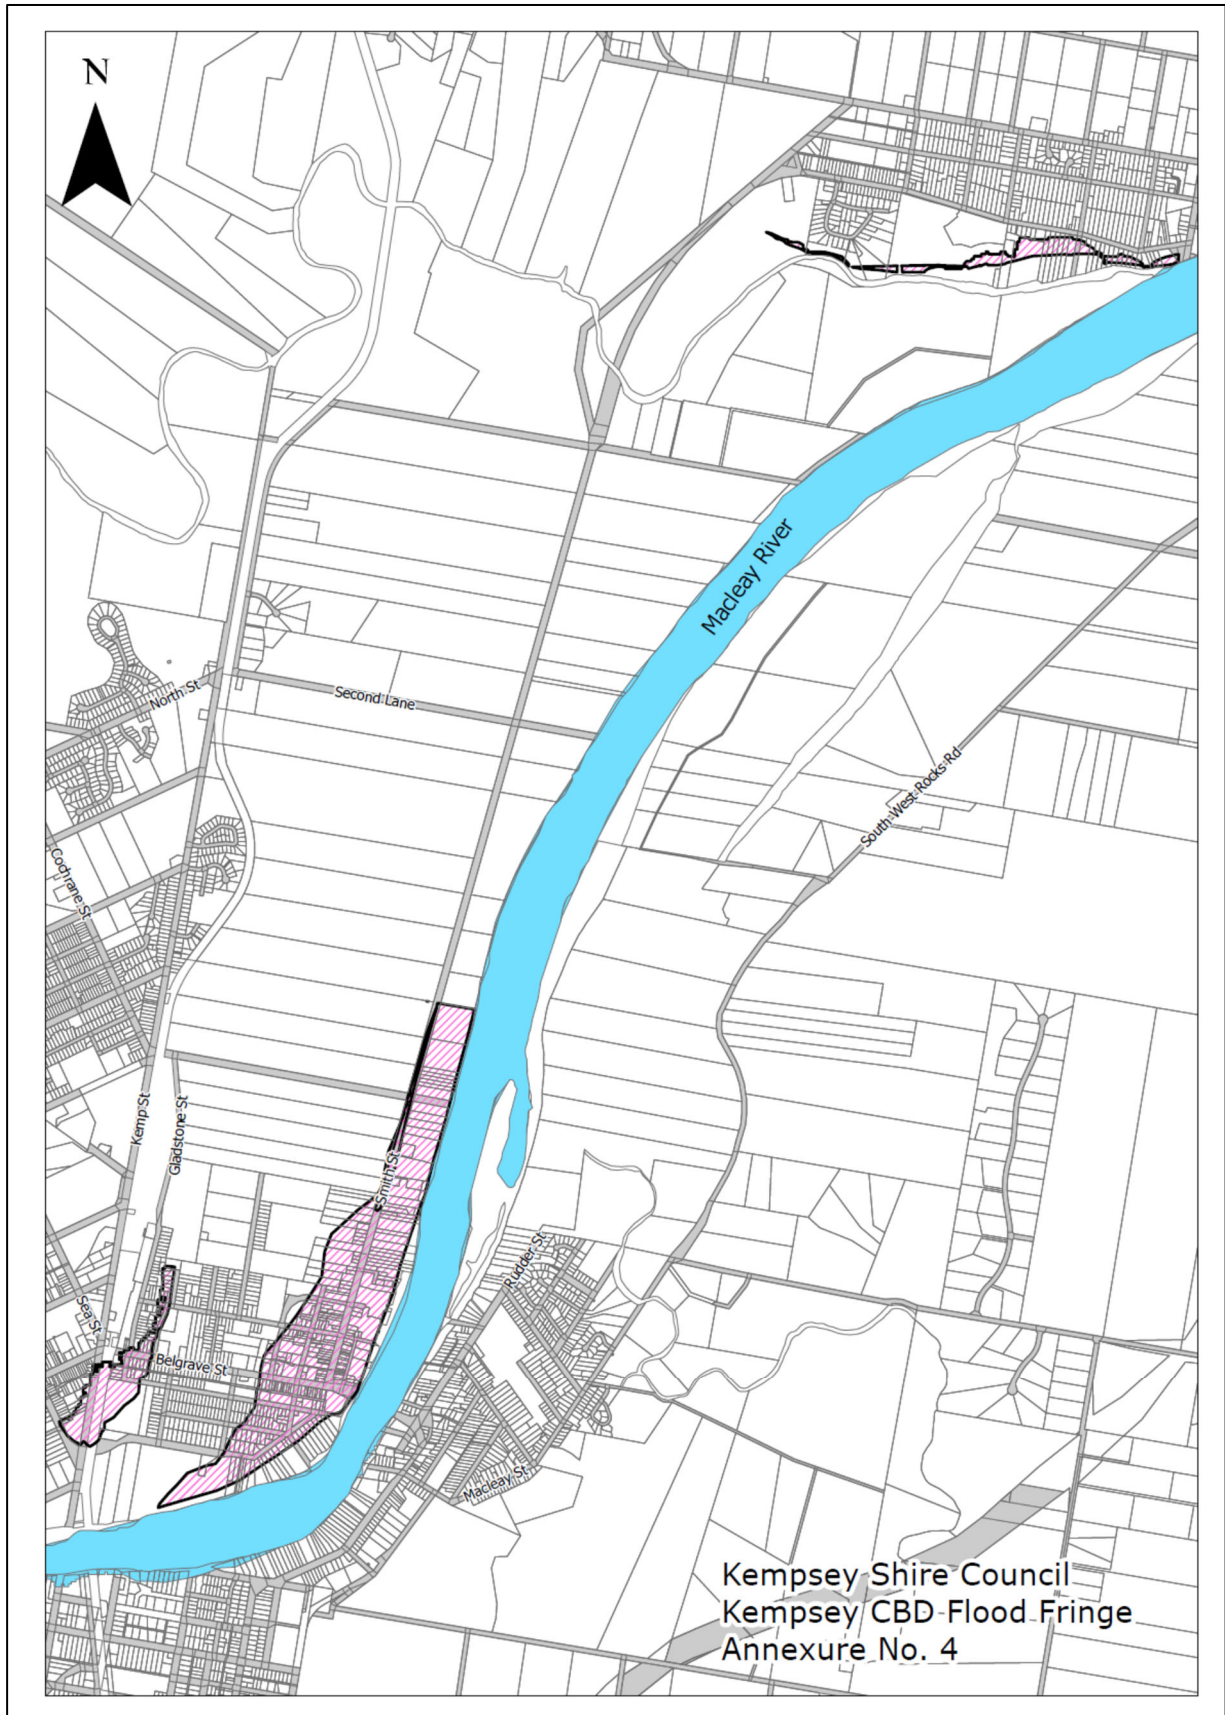 N
Macleay River
North St
Second Lane
South West Rocks Rd
Cochrane St
Kemp St
Gladstone St
Smith St
Rudder St
Sea St
Belgrave St
Macleay St
Kempsey Shire Council
Kempsey CBD Flood Fringe
Annexure No. 4